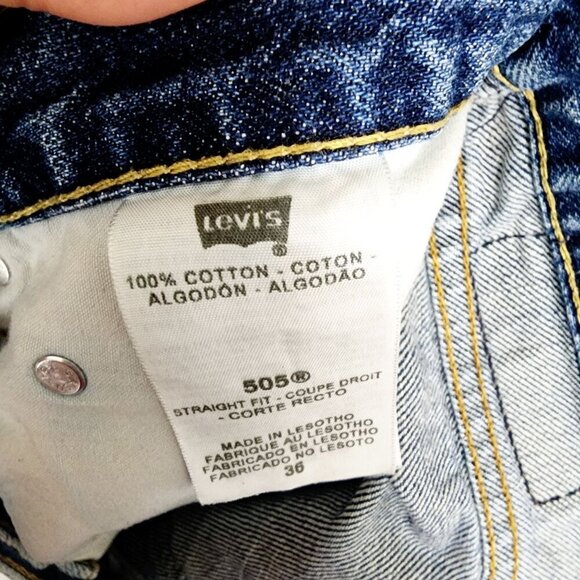 Levi's
®
100% COTTON - COTON -
ALGODÓN - ALGODÃO
505®
STRAIGHT FIT - COUPE DROIT
- CORTE RECTO
MADE IN LESOTHO
FABRIQUE AU LESOTHO
FABRICADO EN LESOTHO
FABRICADO NO LESOTO
36